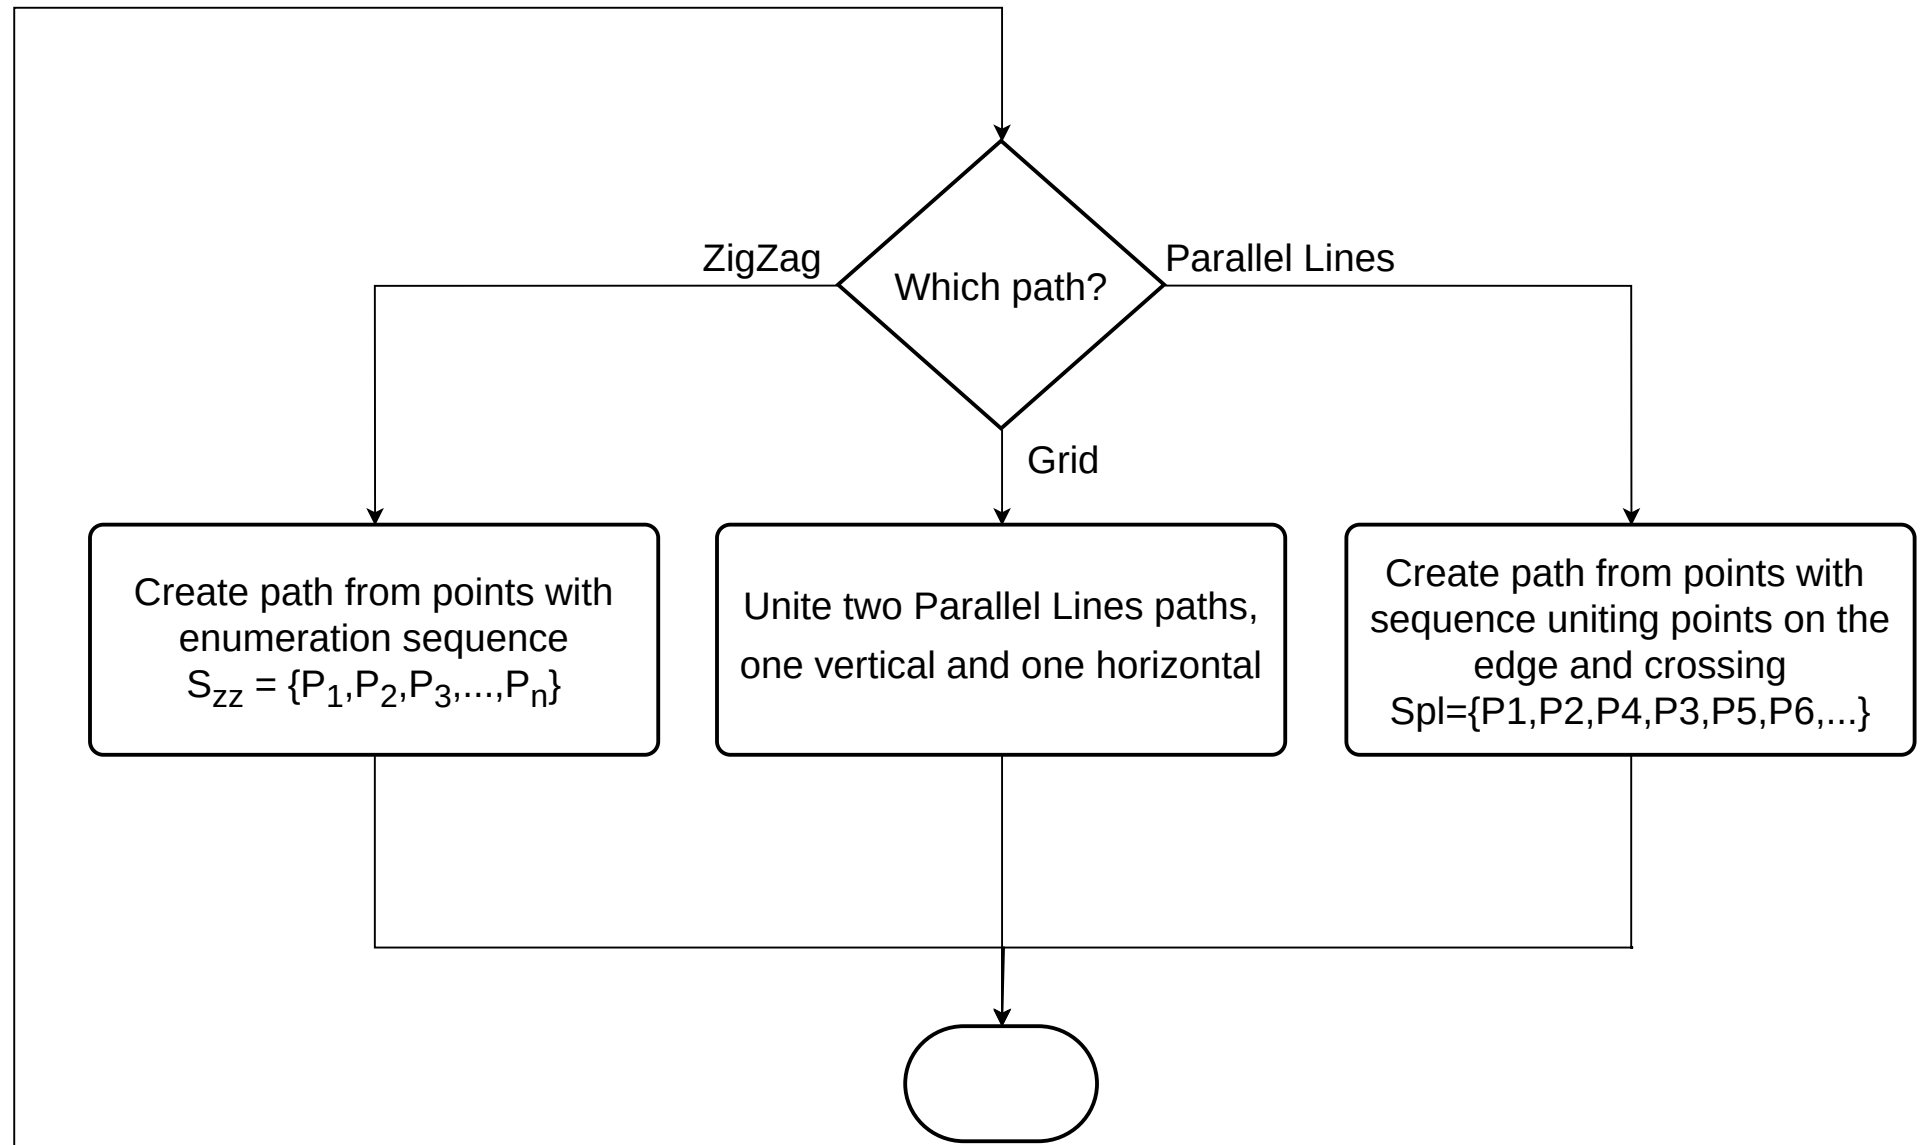 ZigZag
Parallel Lines
Which path?
Grid
Create path from points with
enumeration sequence
S_zz = {P_1,P_2,P_3,...,P_n}
Unite two Parallel Lines paths,
one vertical and one horizontal
Create path from points with
sequence uniting points on the
edge and crossing
Spl={P1,P2,P4,P3,P5,P6,...}